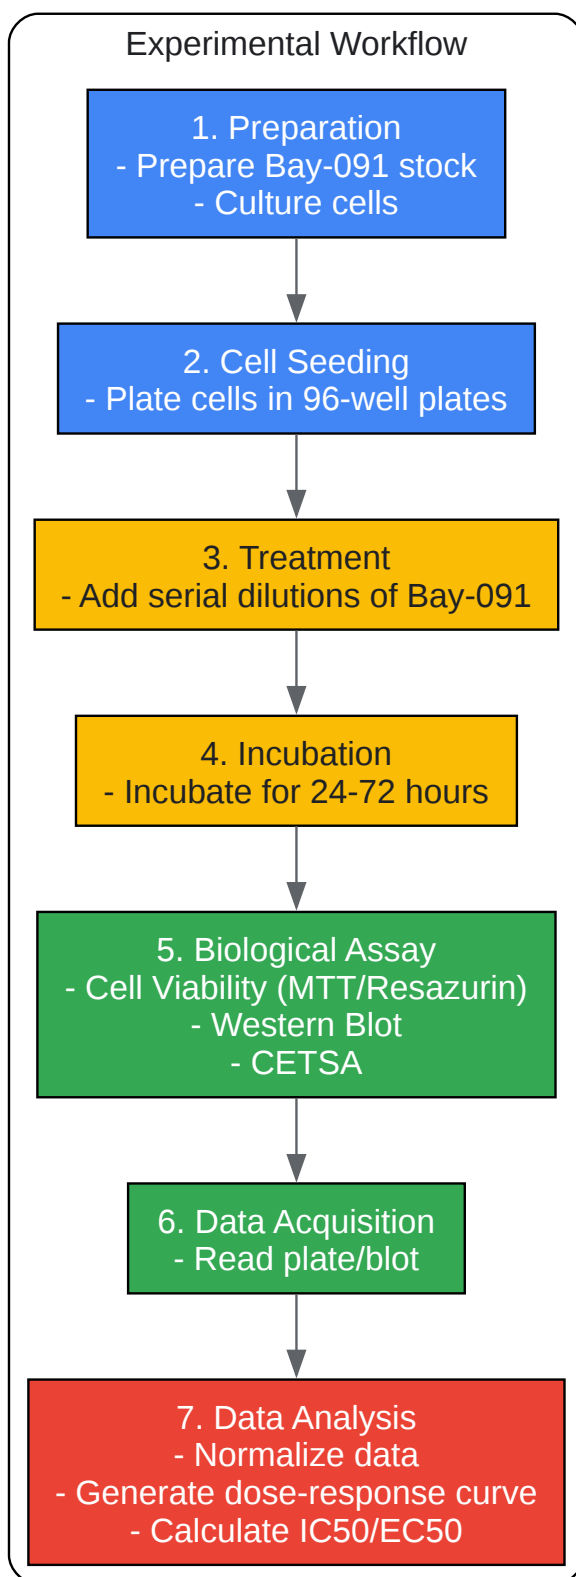 Experimental Workflow
1. Preparation
- Prepare Bay-091 stock
- Culture cells
2. Cell Seeding
- Plate cells in 96-well plates
3. Treatment
- Add serial dilutions of Bay-091
4. Incubation
- Incubate for 24-72 hours
5. Biological Assay
- Cell Viability (MTT/Resazurin)
- Western Blot
- CETSA
6. Data Acquisition
- Read plate/blot
7. Data Analysis
- Normalize data
- Generate dose-response curve
- Calculate IC50/EC50